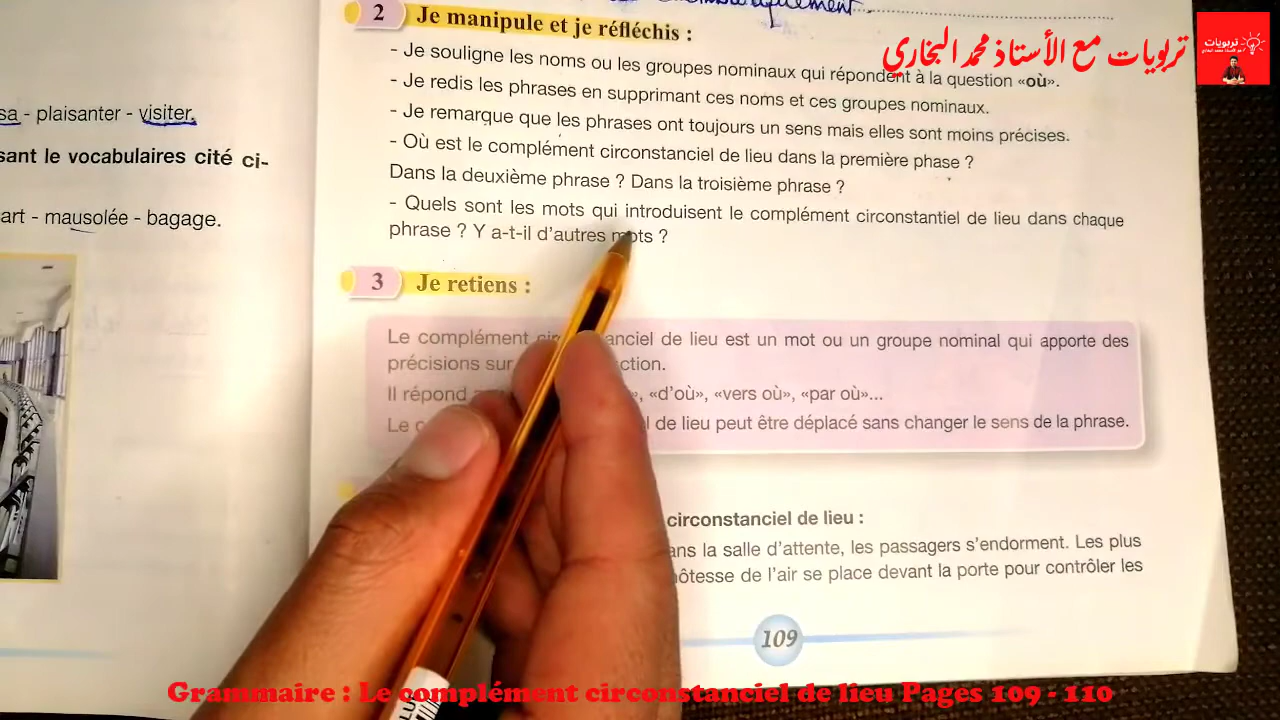 تربويات مع الأستاذ محمد البخاري
تربويات
sa - plaisanter - visiter.
sant le vocabulaires cité ci-
art - mausolée - bagage.
2 Je manipule et je réfléchis :
- Je souligne les noms ou les groupes nominaux qui répondent à la question «où».
- Je redis les phrases en supprimant ces noms et ces groupes nominaux.
- Je remarque que les phrases ont toujours un sens mais elles sont moins précises.
- Où est le complément circonstanciel de lieu dans la première phase ?
Dans la deuxième phrase ? Dans la troisième phrase ?
- Quels sont les mots qui introduisent le complément circonstantiel de lieu dans chaque
phrase ? Y a-t-il d'autres mots ?
3 Je retiens :
Le complément circonstanciel de lieu est un mot ou un groupe nominal qui apporte des
précisions sur ction.
Il répond «d'où», «vers où», «par où»...
Le c l de lieu peut être déplacé sans changer le sens de la phrase.
circonstanciel de lieu :
ans la salle d'attente, les passagers s'endorment. Les plus
ôtesse de l'air se place devant la porte pour contrôler les
109
Grammaire : Le complément circonstanciel de lieu Pages 109 - 110